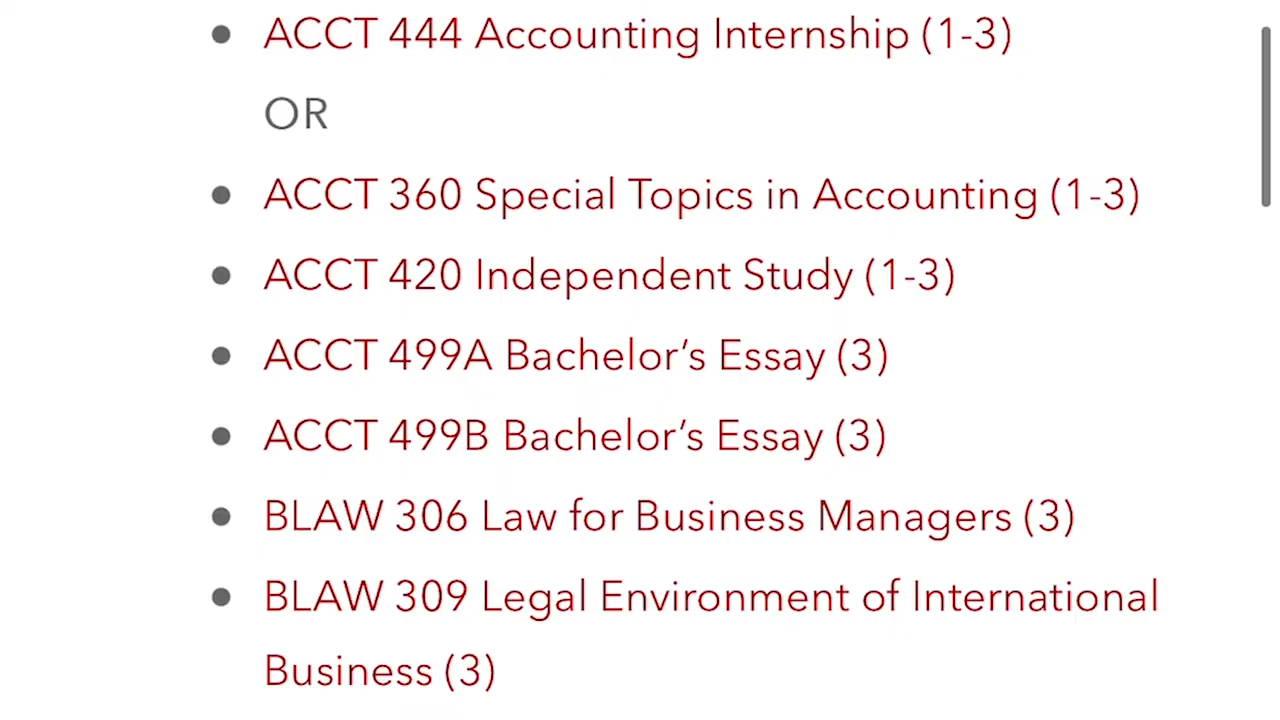 • ACCT 444 Accounting Internship (1-3)
OR
• ACCT 360 Special Topics in Accounting (1-3)
• ACCT 420 Independent Study (1-3)
• ACCT 499A Bachelor’s Essay (3)
• ACCT 499B Bachelor’s Essay (3)
• BLAW 306 Law for Business Managers (3)
• BLAW 309 Legal Environment of International
Business (3)